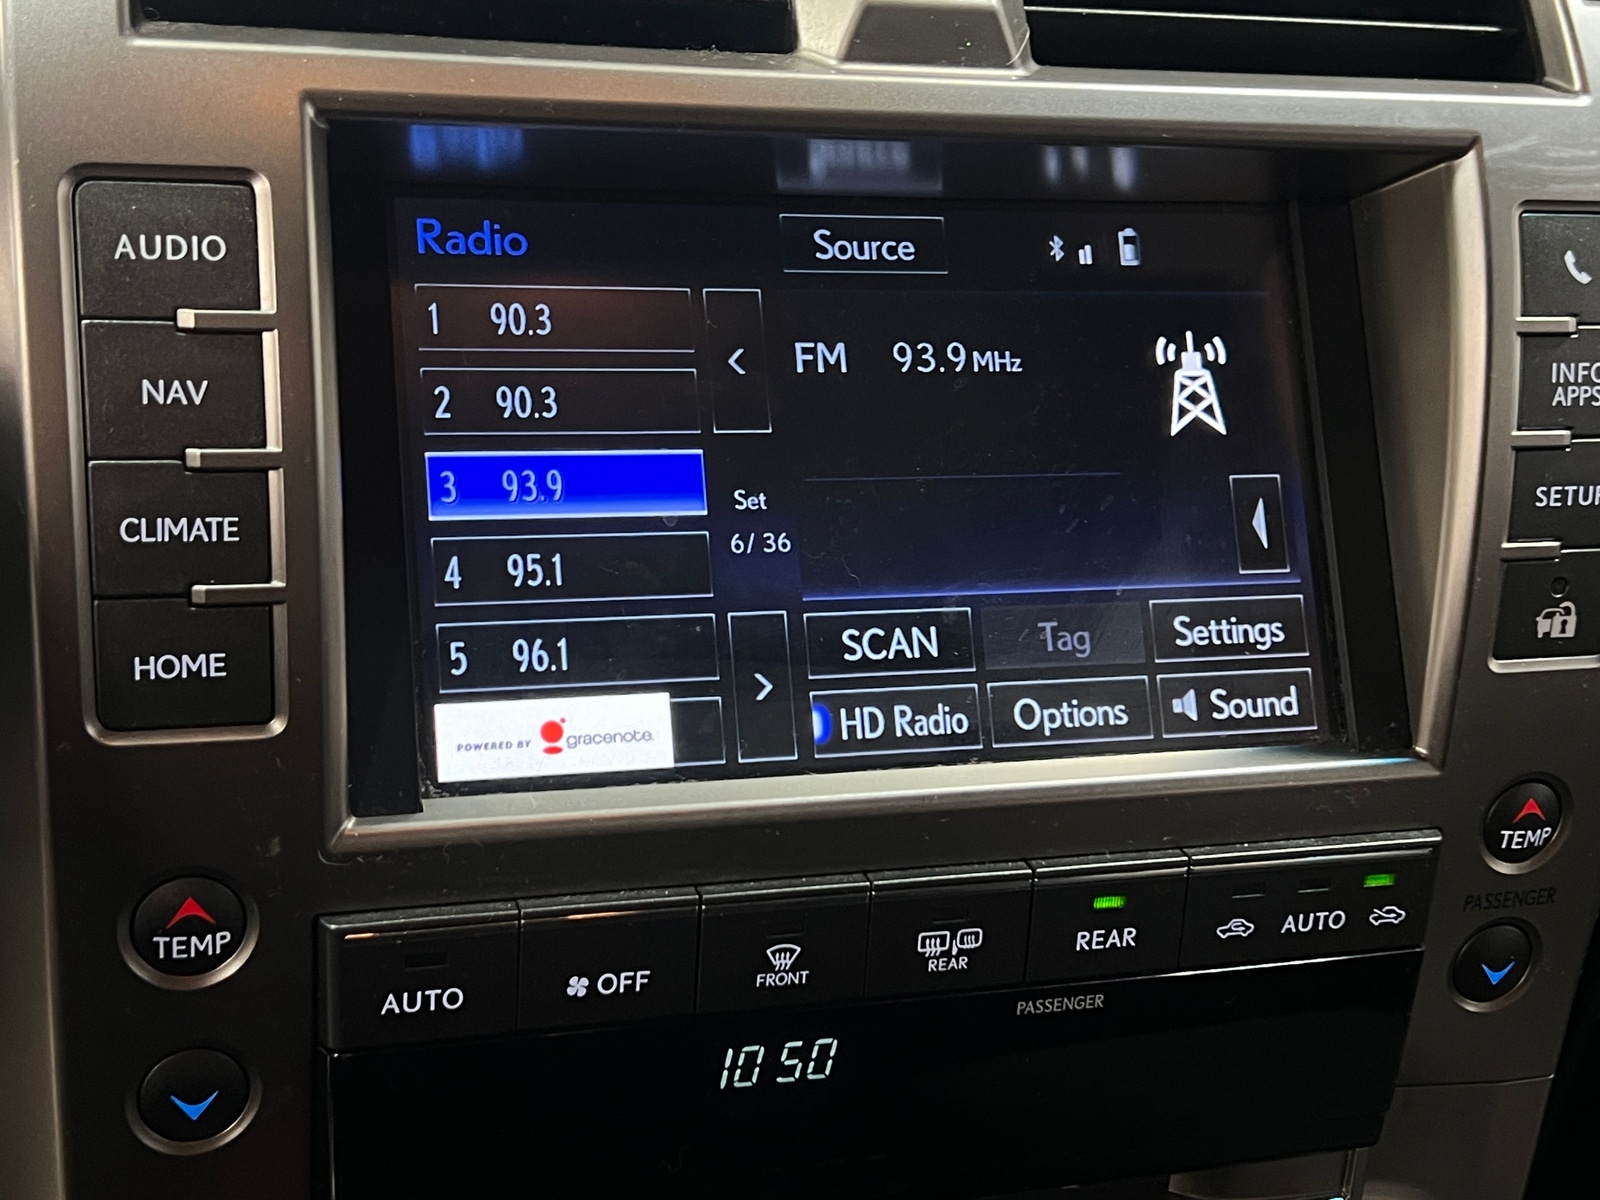 AUDIO
NAV
CLIMATE
HOME
Radio
Source
1 90.3
2 90.3
3 93.9
4 95.1
5 96.1
<
Set
6/ 36
>
FM 93.9 MHz
SCAN
Tag
Settings
HD Radio
Options
Sound
POWERED BY gracenote.
INFO
APPS
SETUP
TEMP
TEMP
PASSENGER
AUTO
OFF
FRONT
REAR
REAR
AUTO
PASSENGER
10 50